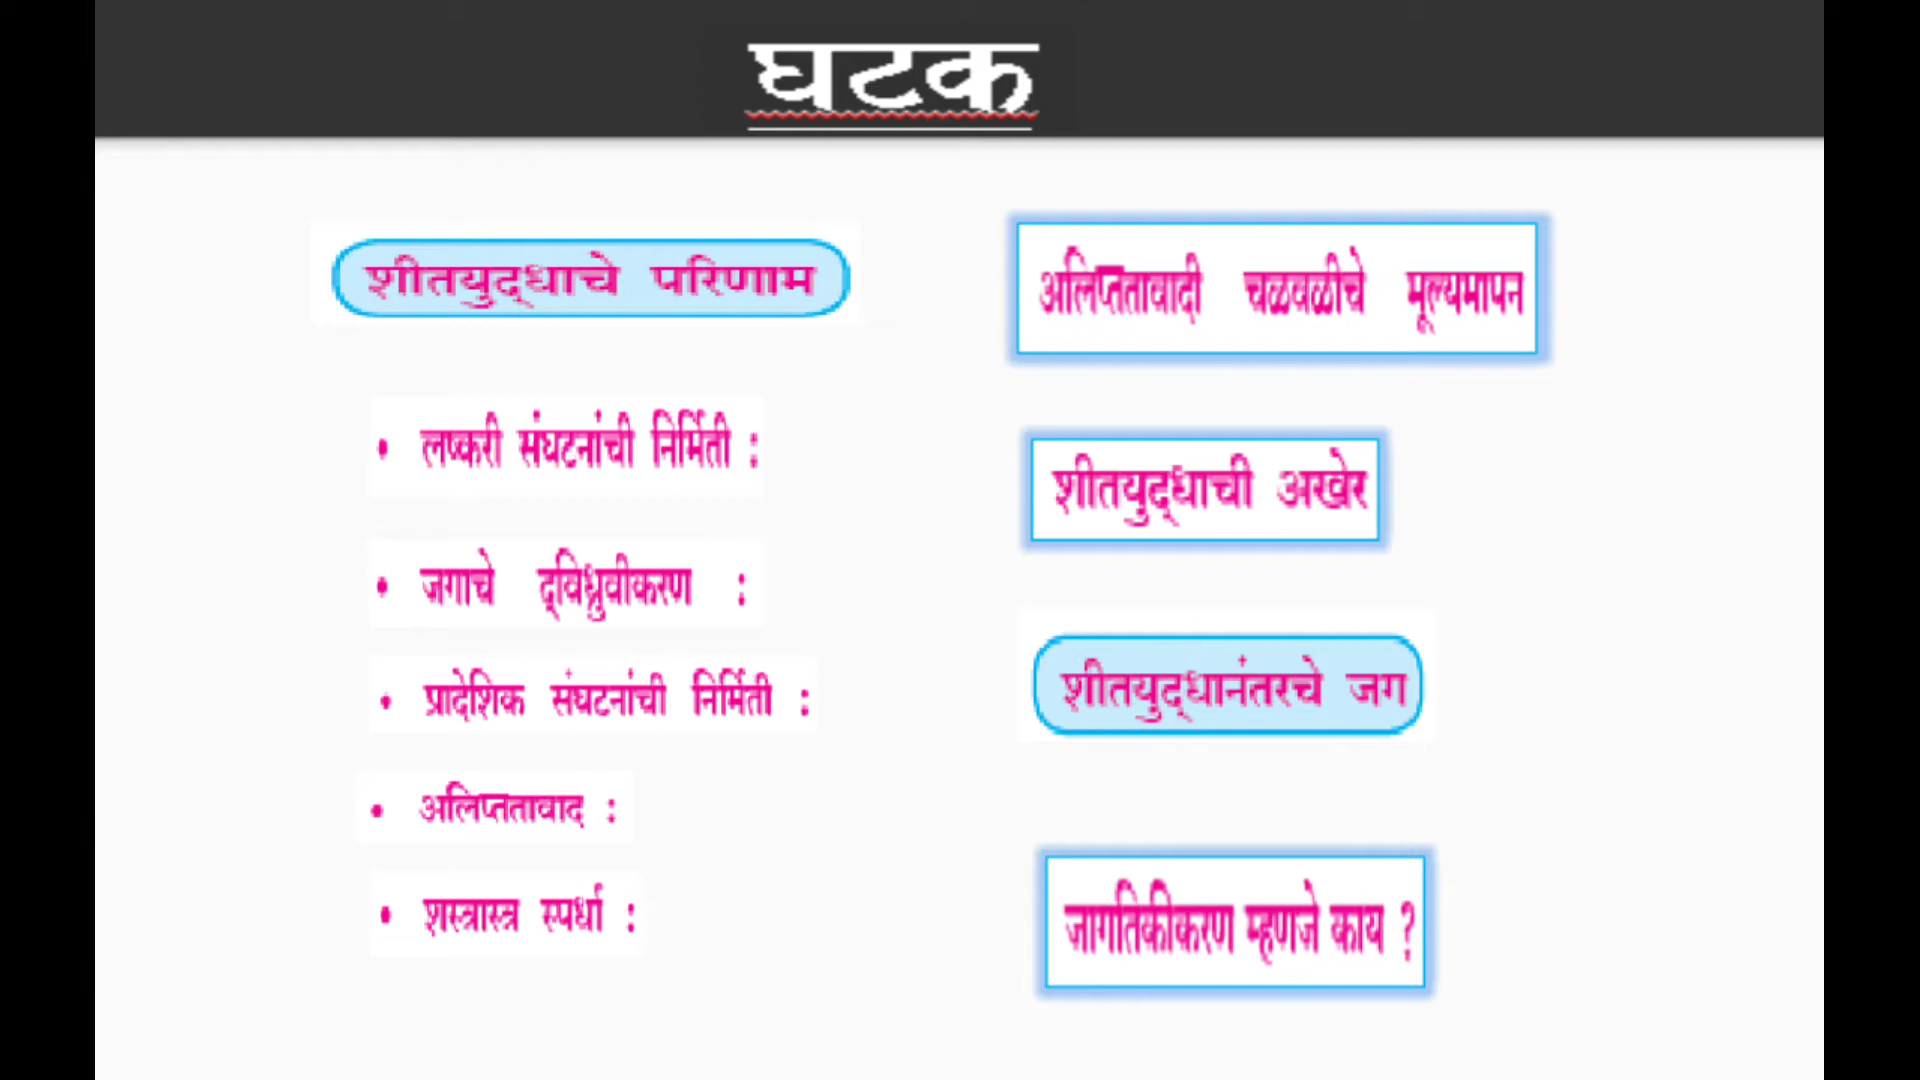 घटक
शीतयुद्धाचे परिणाम
• लष्करी संघटनांची निर्मिती :
• जगाचे द्विध्रुवीकरण :
• प्रादेशिक संघटनांची निर्मिती :
• अलिप्ततावाद :
• शस्त्रास्त्र स्पर्धा :
अलिप्ततावादी चळवळीचे मूल्यमापन
शीतयुद्धाची अखेर
शीतयुद्धानंतरचे जग
जागतिकीकरण म्हणजे काय ?